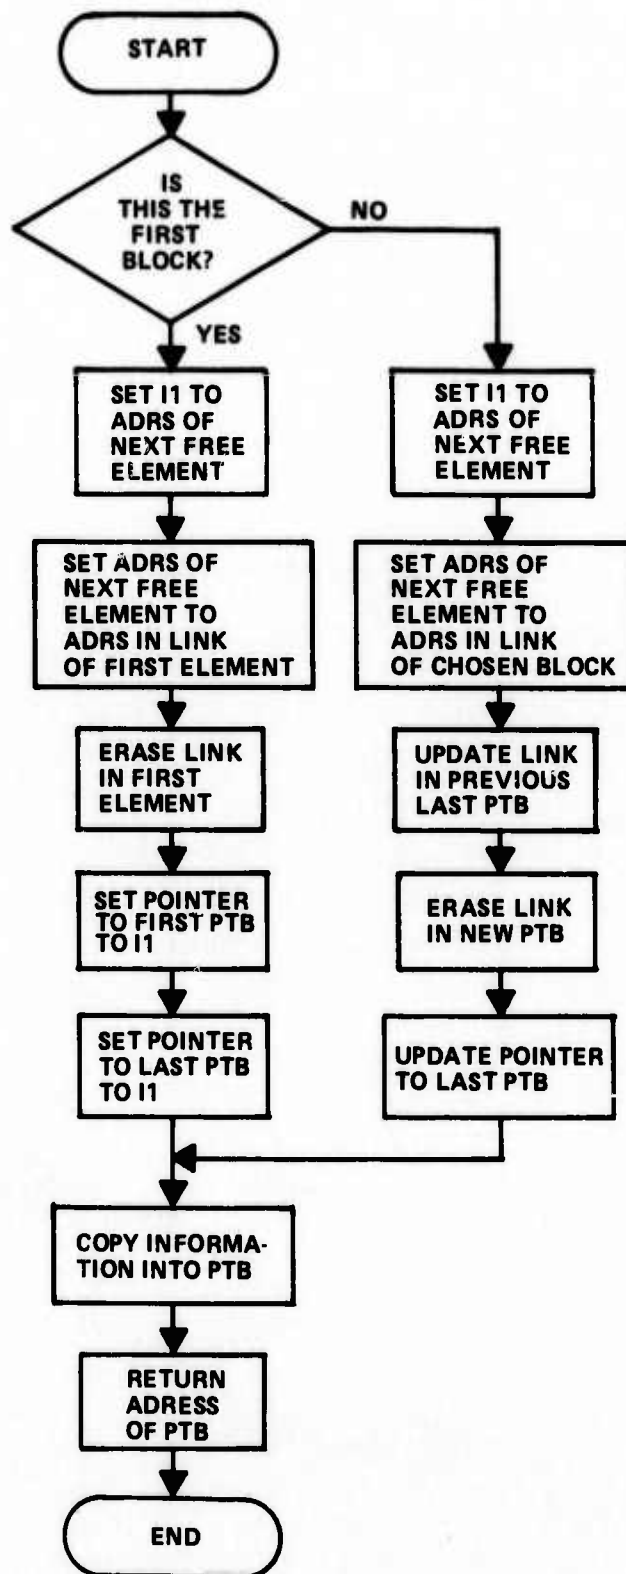 START
IS
THIS THE
FIRST
BLOCK?
NO
YES
SET I1 TO
ADRS OF
NEXT FREE
ELEMENT
SET ADRS OF
NEXT FREE
ELEMENT TO
ADRS IN LINK
OF FIRST ELEMENT
ERASE LINK
IN FIRST
ELEMENT
SET POINTER
TO FIRST PTB
TO I1
SET POINTER
TO LAST PTB
TO I1
SET I1 TO
ADRS OF
NEXT FREE
ELEMENT
SET ADRS OF
NEXT FREE
ELEMENT TO
ADRS IN LINK
OF CHOSEN BLOCK
UPDATE LINK
IN PREVIOUS
LAST PTB
ERASE LINK
IN NEW PTB
UPDATE POINTER
TO LAST PTB
COPY INFORMA-
TION INTO PTB
RETURN
ADRESS
OF PTB
END